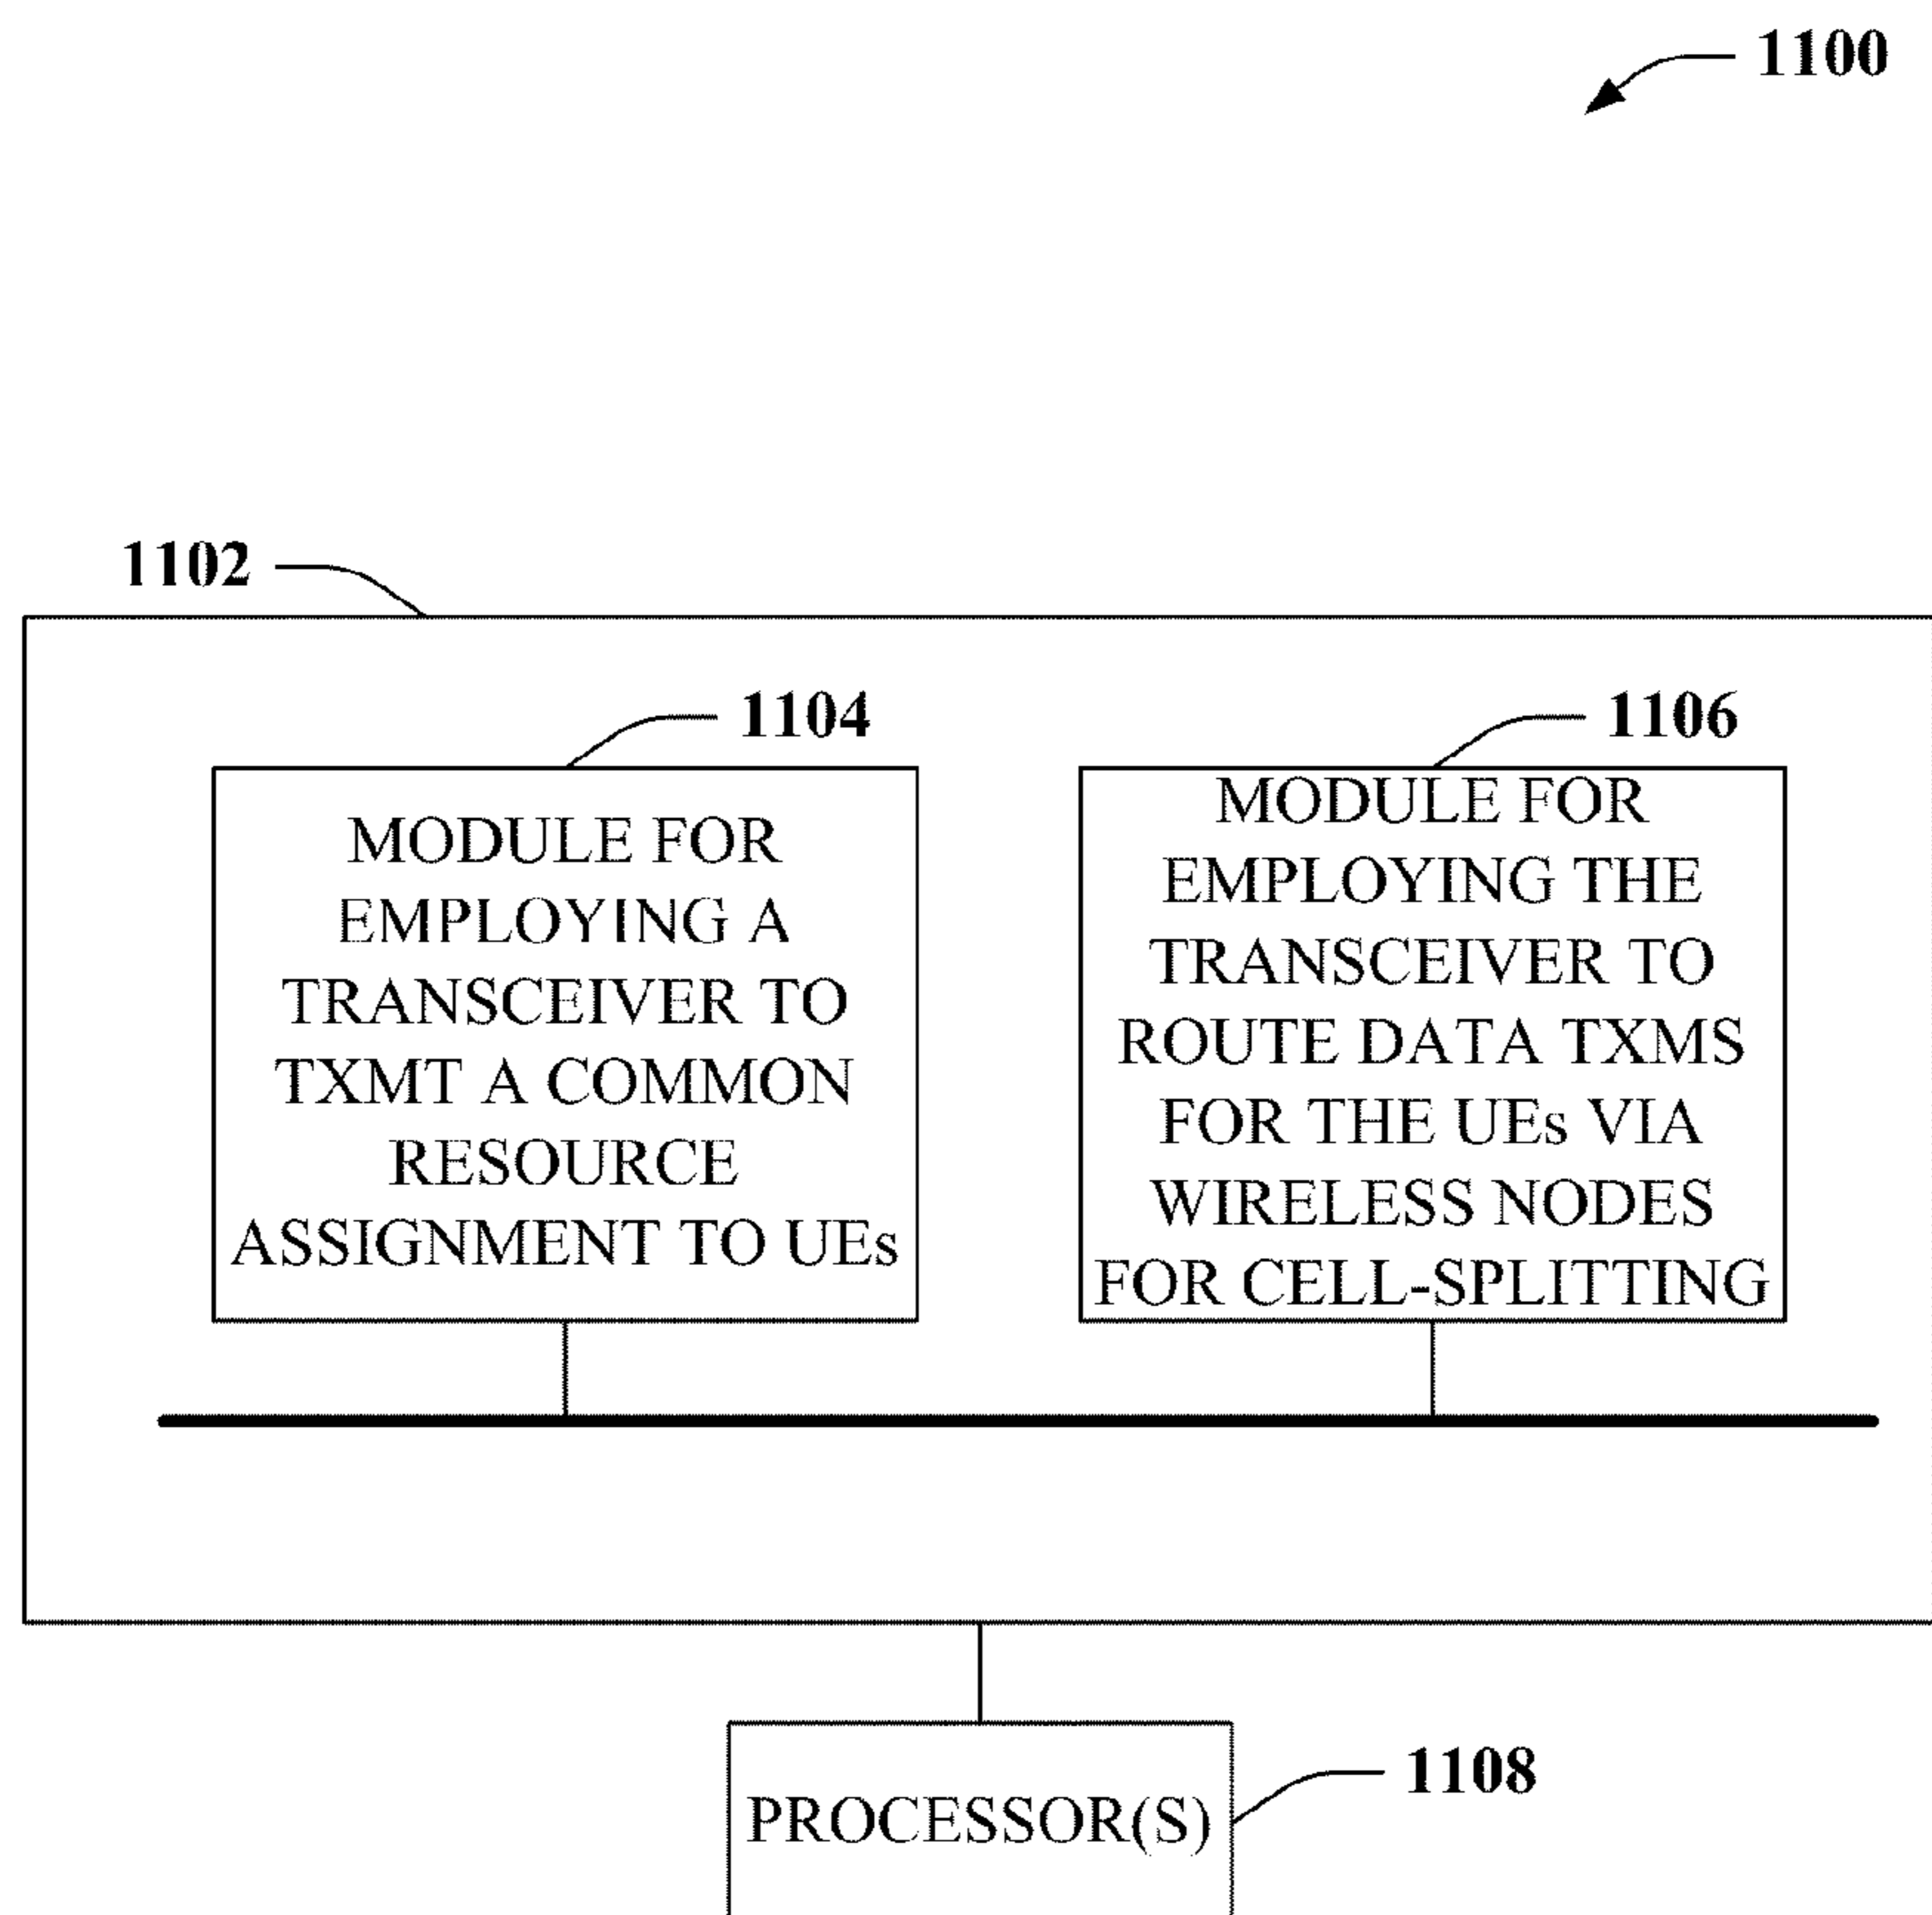 1100
1102
1104
1106
MODULE FOR
EMPLOYING A
TRANSCEIVER TO
TXMT A COMMON
RESOURCE
ASSIGNMENT TO UEs
MODULE FOR
EMPLOYING THE
TRANSCEIVER TO
ROUTE DATA TXMS
FOR THE UEs VIA
WIRELESS NODES
FOR CELL-SPLITTING
1108
PROCESSOR(S)